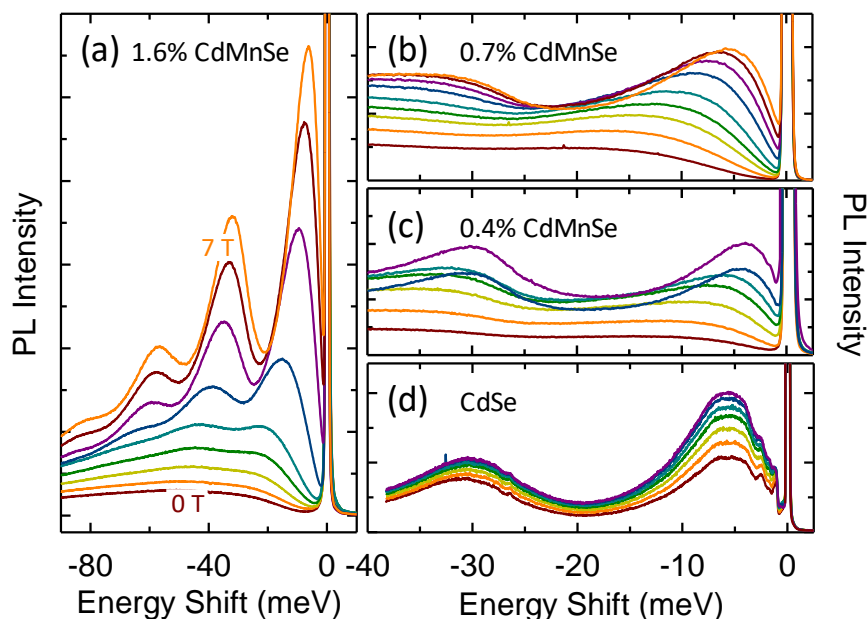 (a) 1.6% CdMnSe
7 T
0 T
PL Intensity
-80 -40 0
Energy Shift (meV)
(b) 0.7% CdMnSe
(c) 0.4% CdMnSe
(d) CdSe
PL Intensity
-40 -30 -20 -10 0
Energy Shift (meV)